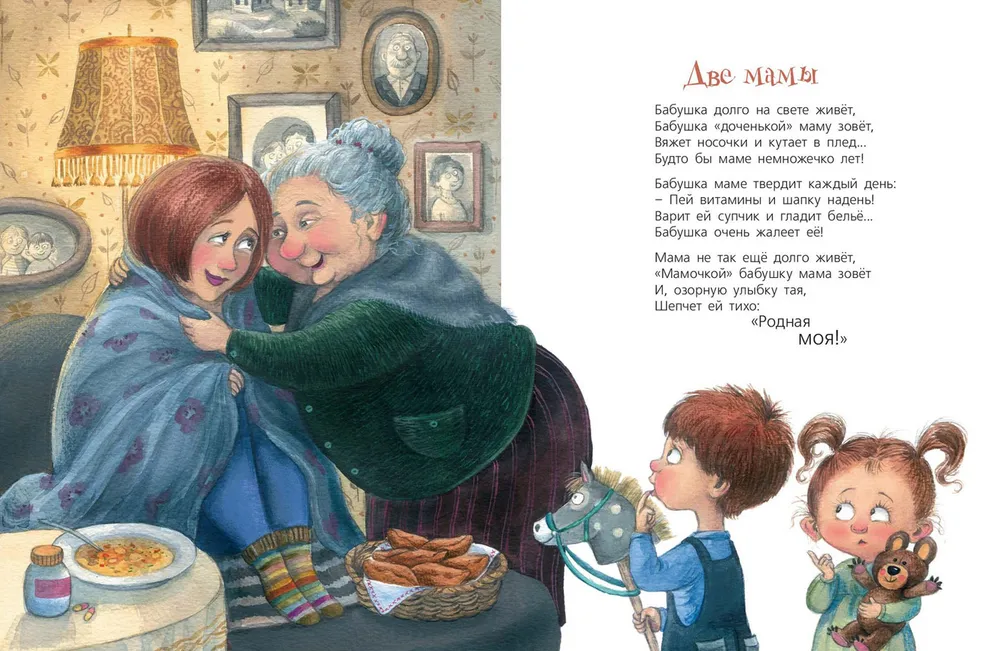 Две мамы
Бабушка долго на свете живёт,
Бабушка «доченькой» маму зовёт,
Вяжет носочки и кутает в плед...
Будто бы маме немножечко лет!
Бабушка маме твердит каждый день:
– Пей витамины и шапку надень!
Варит ей супчик и гладит бельё...
Бабушка очень жалеет её!
Мама не так ещё долго живёт,
«Мамочкой» бабушку мама зовёт
И, озорную улыбку тая,
Шепчет ей тихо:
«Родная
моя!»